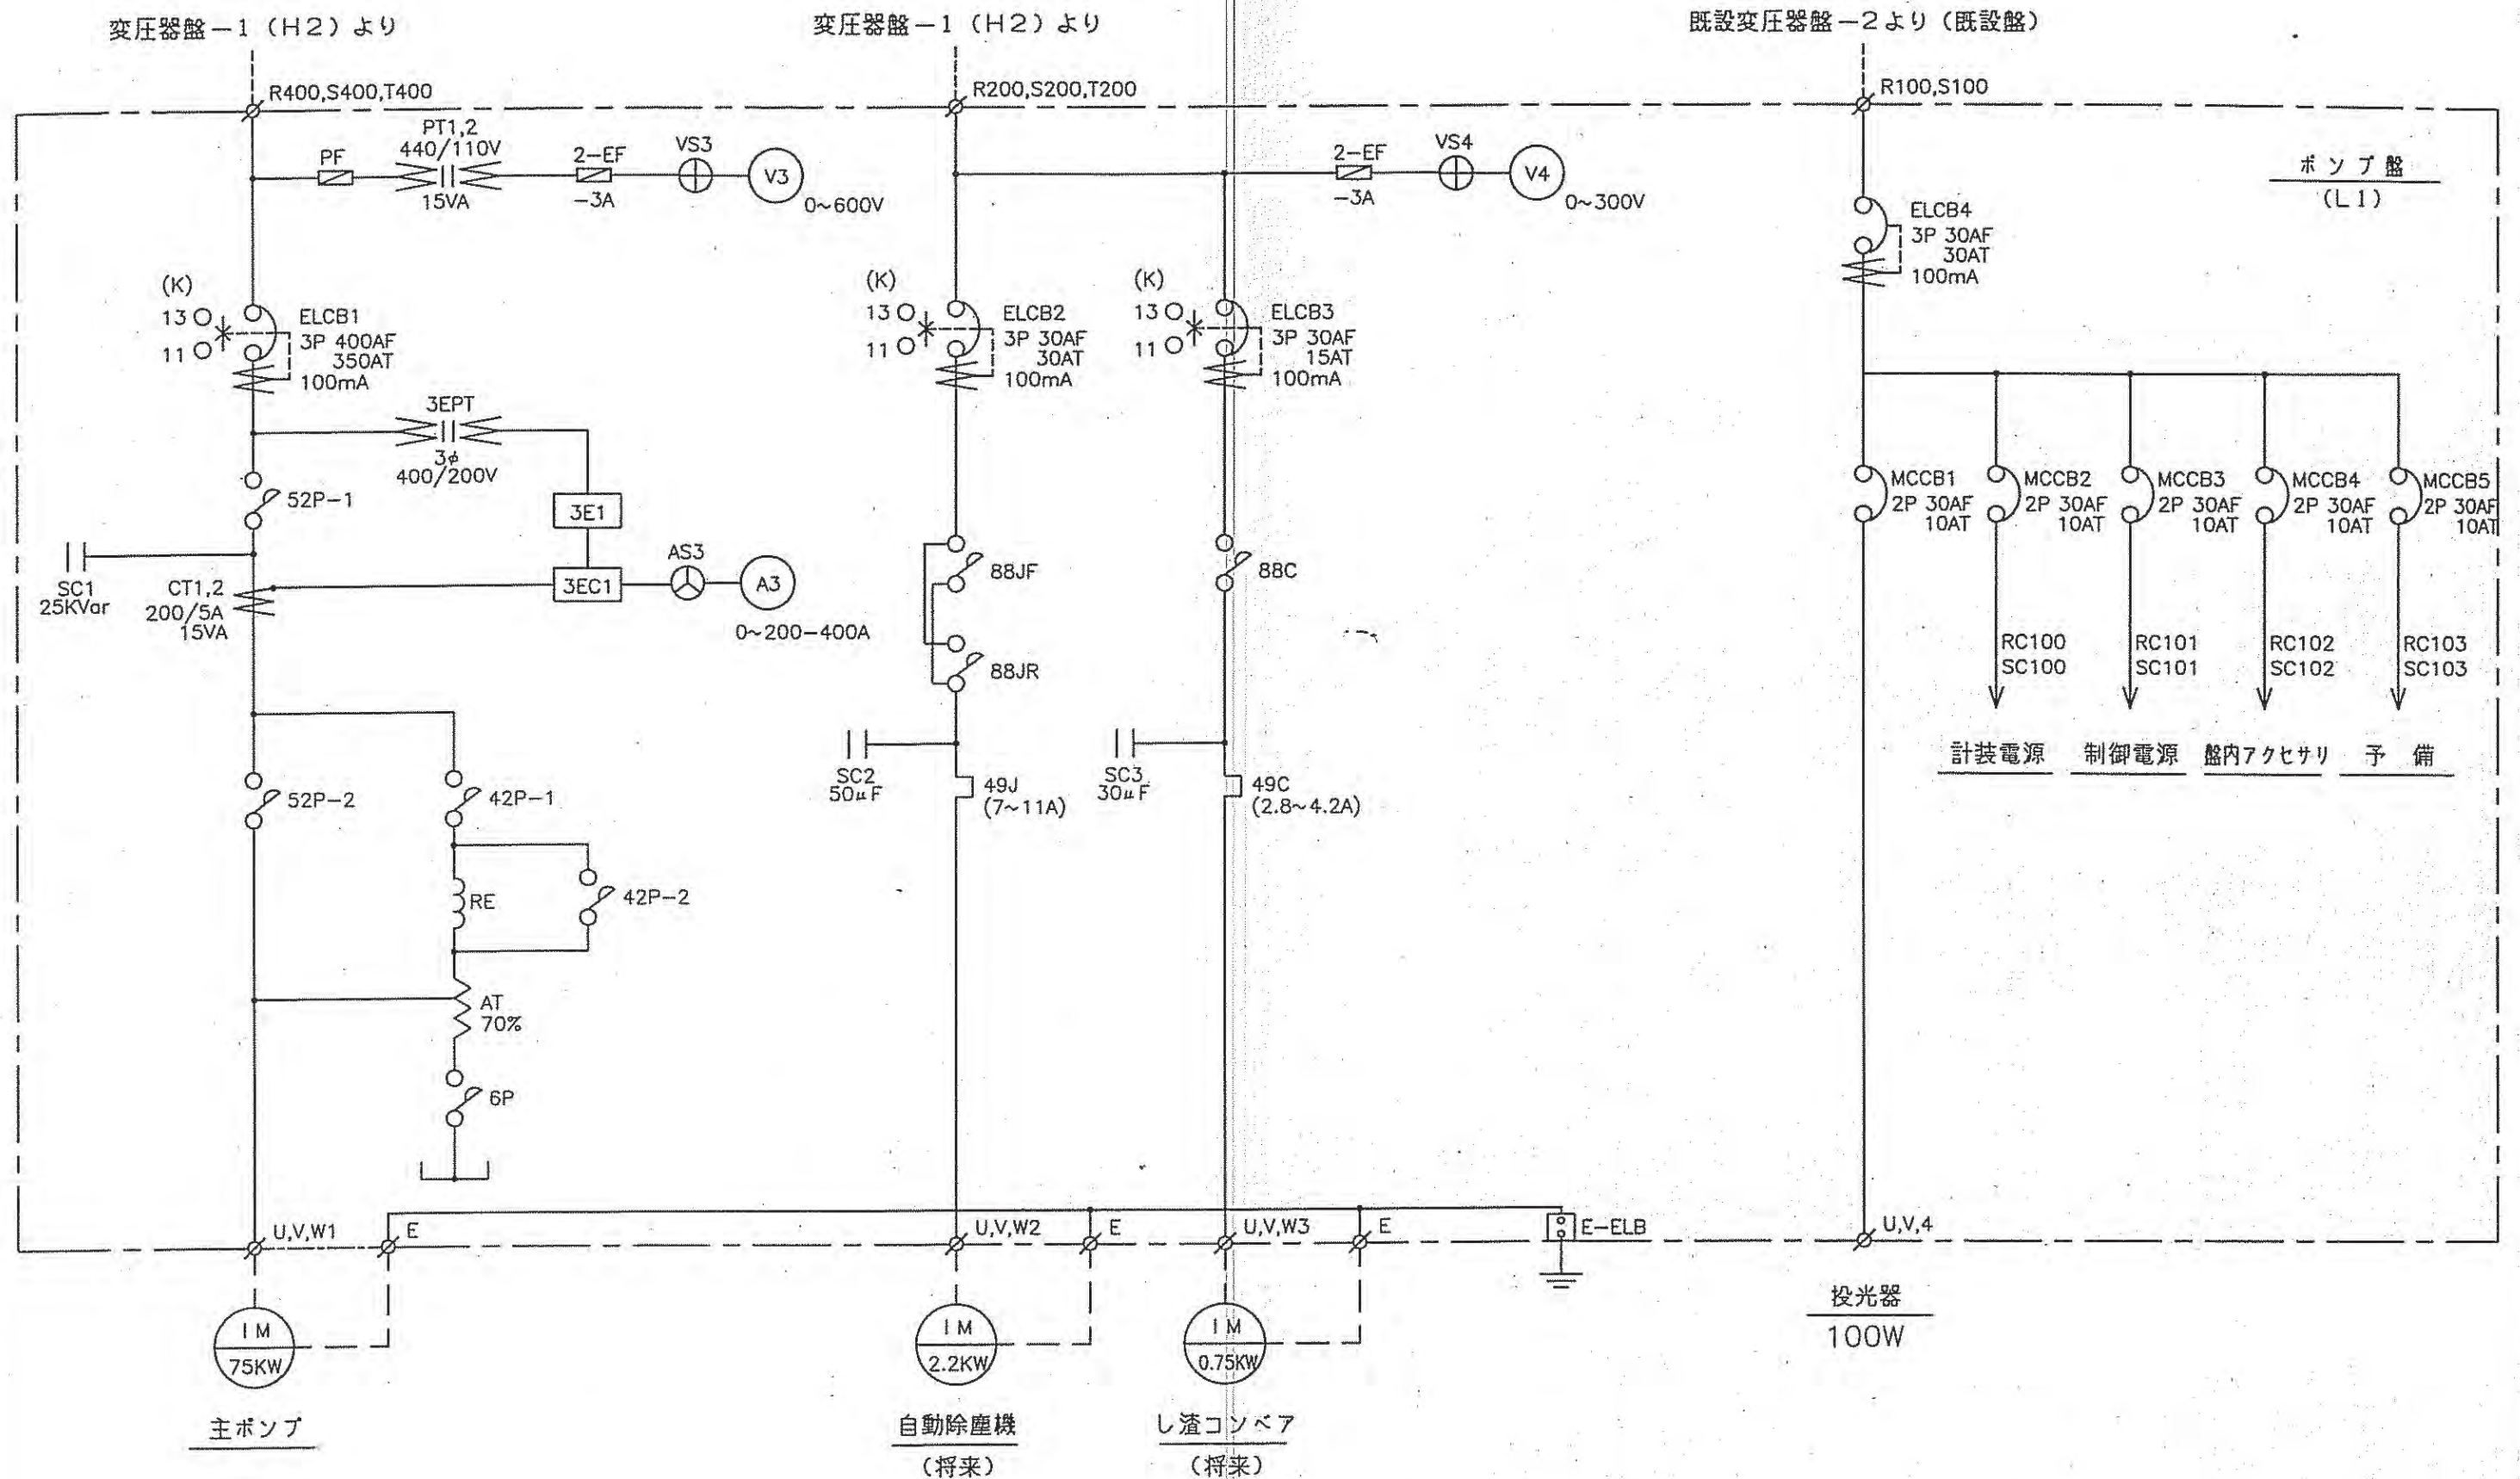 変圧器盤－1（H2）より
変圧器盤－1（H2）より
既設変圧器盤－2より（既設盤）
R400,S400,T400
R200,S200,T200
R100,S100
ポンプ盤
(L1)
PF
PT1,2
440/110V
15VA
2-EF
-3A
VS3
V3
0~600V
2-EF
-3A
VS4
V4
0~300V
(K)
13
11
ELCB1
3P 400AF
350AT
100mA
(K)
13
11
ELCB2
3P 30AF
30AT
100mA
(K)
13
11
ELCB3
3P 30AF
15AT
100mA
ELCB4
3P 30AF
30AT
100mA
3EPT
3φ
400/200V
52P-1
3E1
SC1
25KVar
CT1,2
200/5A
15VA
3EC1
AS3
A3
0~200-400A
88JF
88JR
88C
MCCB1
2P 30AF
10AT
MCCB2
2P 30AF
10AT
MCCB3
2P 30AF
10AT
MCCB4
2P 30AF
10AT
MCCB5
2P 30AF
10AT
RC100
SC100
RC101
SC101
RC102
SC102
RC103
SC103
計装電源
制御電源
盤内アクセサリ
予備
52P-2
42P-1
SC2
50μF
49J
(7~11A)
SC3
30μF
49C
(2.8~4.2A)
RE
42P-2
AT
70%
6P
U,V,W1
E
U,V,W2
E
U,V,W3
E
E-ELB
U,V,4
IM
75KW
主ポンプ
IM
2.2KW
自動除塵機
（将来）
IM
0.75KW
し渣コンベア
（将来）
投光器
100W